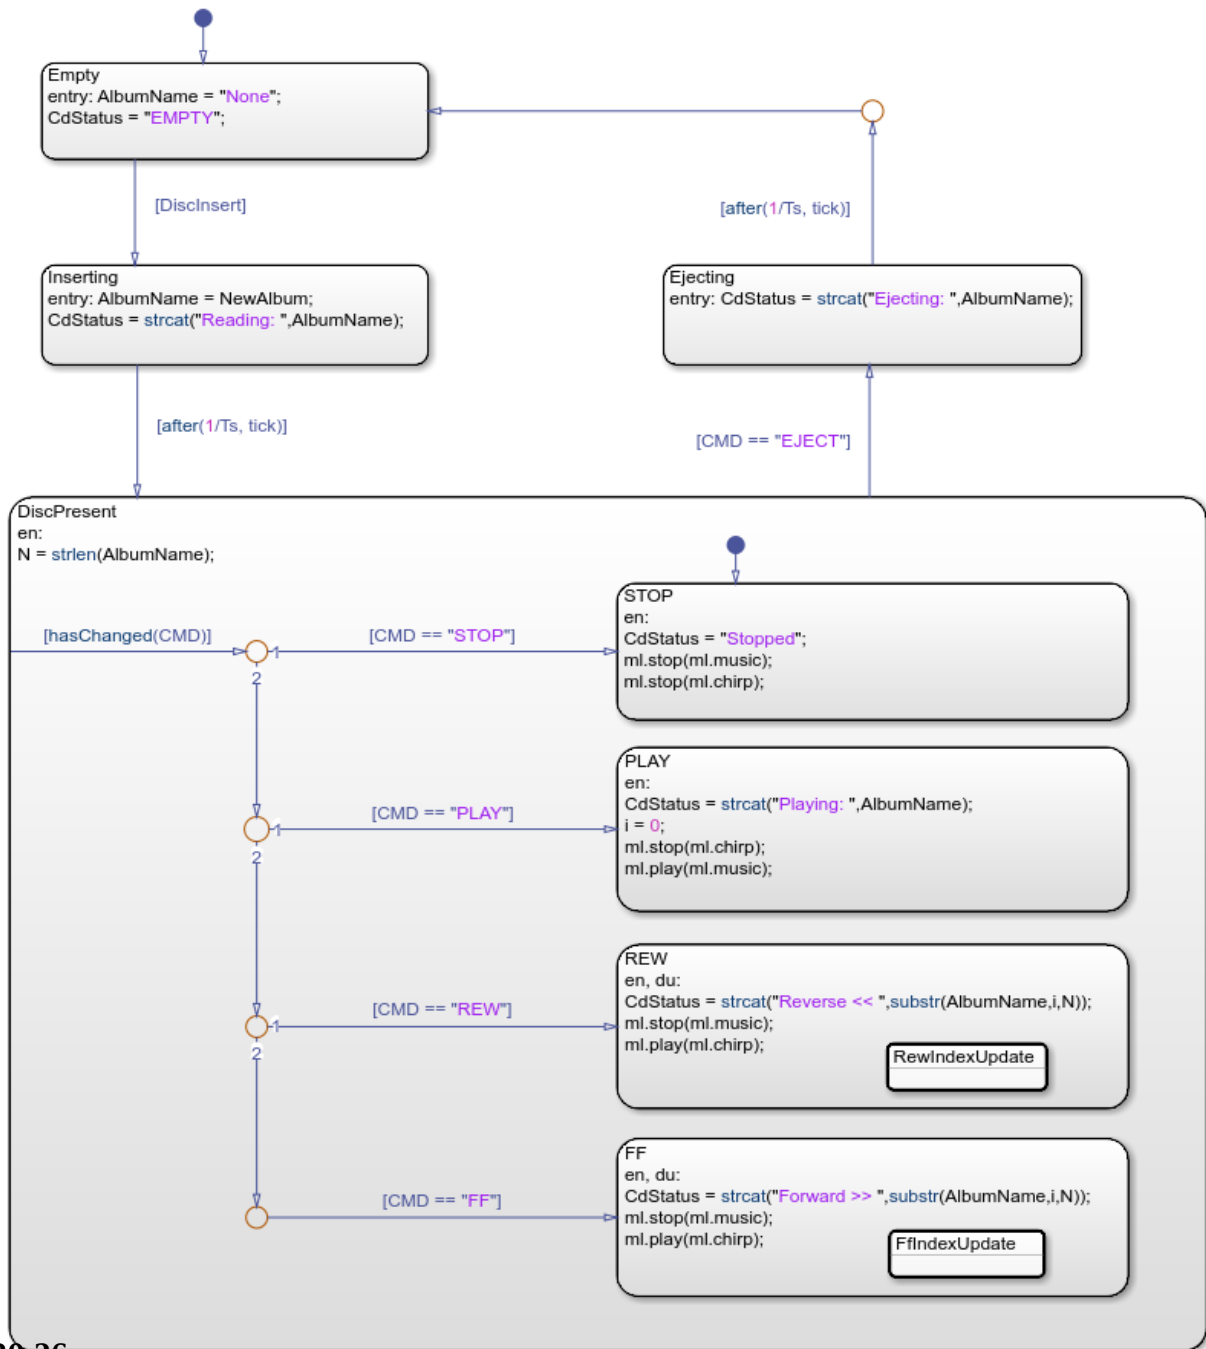 Empty
entry: AlbumName = "None";
CdStatus = "EMPTY";
[DiscInsert]
[after(1/Ts, tick)]
Inserting
entry: AlbumName = NewAlbum;
CdStatus = strcat("Reading: ",AlbumName);
Ejecting
entry: CdStatus = strcat("Ejecting: ",AlbumName);
[after(1/Ts, tick)]
[CMD == "EJECT"]
DiscPresent
en:
N = strlen(AlbumName);
[hasChanged(CMD)]
1
[CMD == "STOP"]
2
STOP
en:
CdStatus = "Stopped";
ml.stop(ml.music);
ml.stop(ml.chirp);
1
[CMD == "PLAY"]
2
PLAY
en:
CdStatus = strcat("Playing: ",AlbumName);
i = 0;
ml.stop(ml.chirp);
ml.play(ml.music);
1
[CMD == "REW"]
2
REW
en, du:
CdStatus = strcat("Reverse << ",substr(AlbumName,i,N));
ml.stop(ml.music);
ml.play(ml.chirp);
RewIndexUpdate
[CMD == "FF"]
FF
en, du:
CdStatus = strcat("Forward >> ",substr(AlbumName,i,N));
ml.stop(ml.music);
ml.play(ml.chirp);
FfIndexUpdate